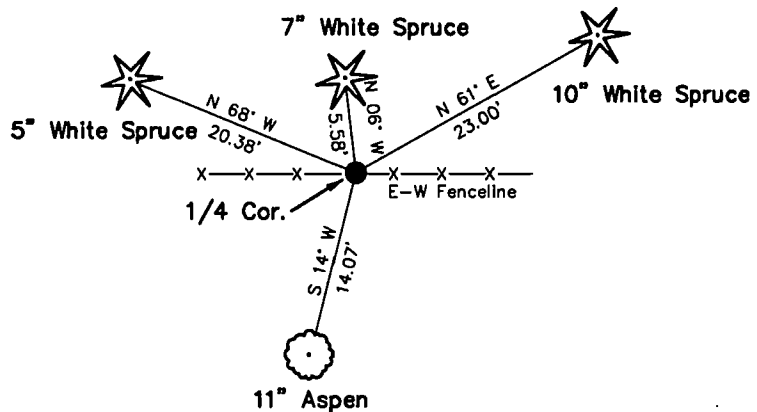 7" White Spruce
10" White Spruce
5" White Spruce
N 68° W
20.38'
N 06° W
5.58'
N 61° E
23.00'
x x x x x x
E-W Fenceline
1/4 Cor.
S 14° W
14.07'
11" Aspen